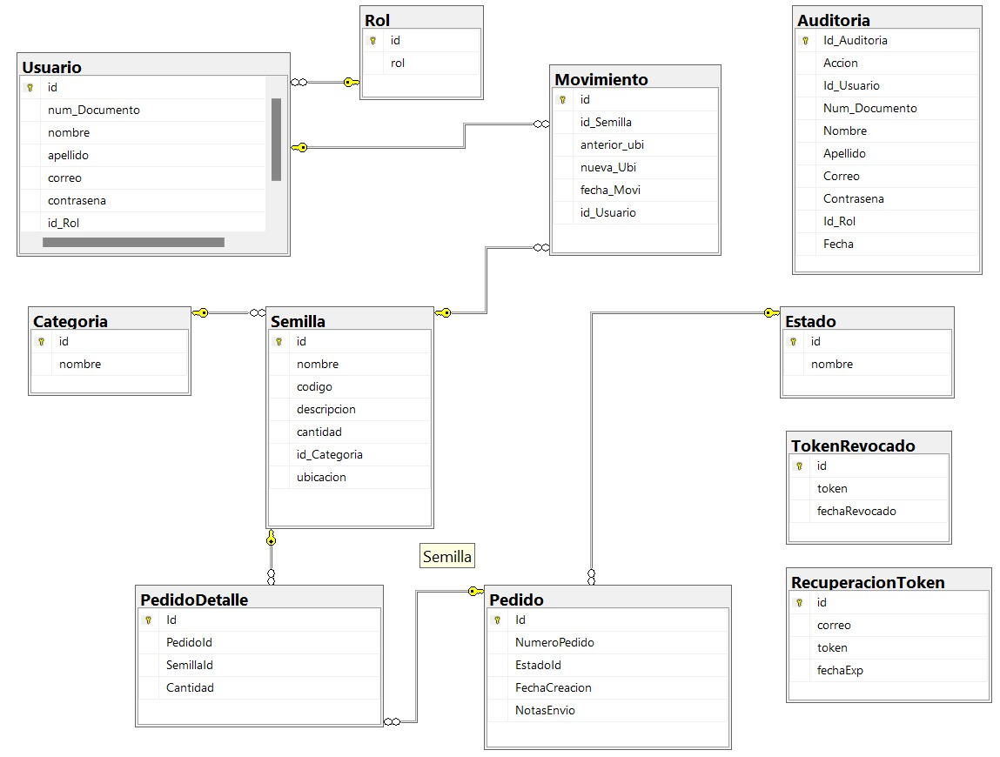 Rol
id
rol
Usuario
id
num_Documento
nombre
apellido
correo
contrasena
id_Rol
Movimiento
id
id_Semilla
anterior_ubi
nueva_Ubi
fecha_Movi
id_Usuario
Auditoria
Id_Auditoria
Accion
Id_Usuario
Num_Documento
Nombre
Apellido
Correo
Contrasena
Id_Rol
Fecha
Categoria
id
nombre
Semilla
id
nombre
codigo
descripcion
cantidad
id_Categoria
ubicacion
Estado
id
nombre
TokenRevocado
id
token
fechaRevocado
Semilla
PedidoDetalle
Id
PedidoId
SemillaId
Cantidad
Pedido
Id
NumeroPedido
EstadoId
FechaCreacion
NotasEnvio
RecuperacionToken
id
correo
token
fechaExp